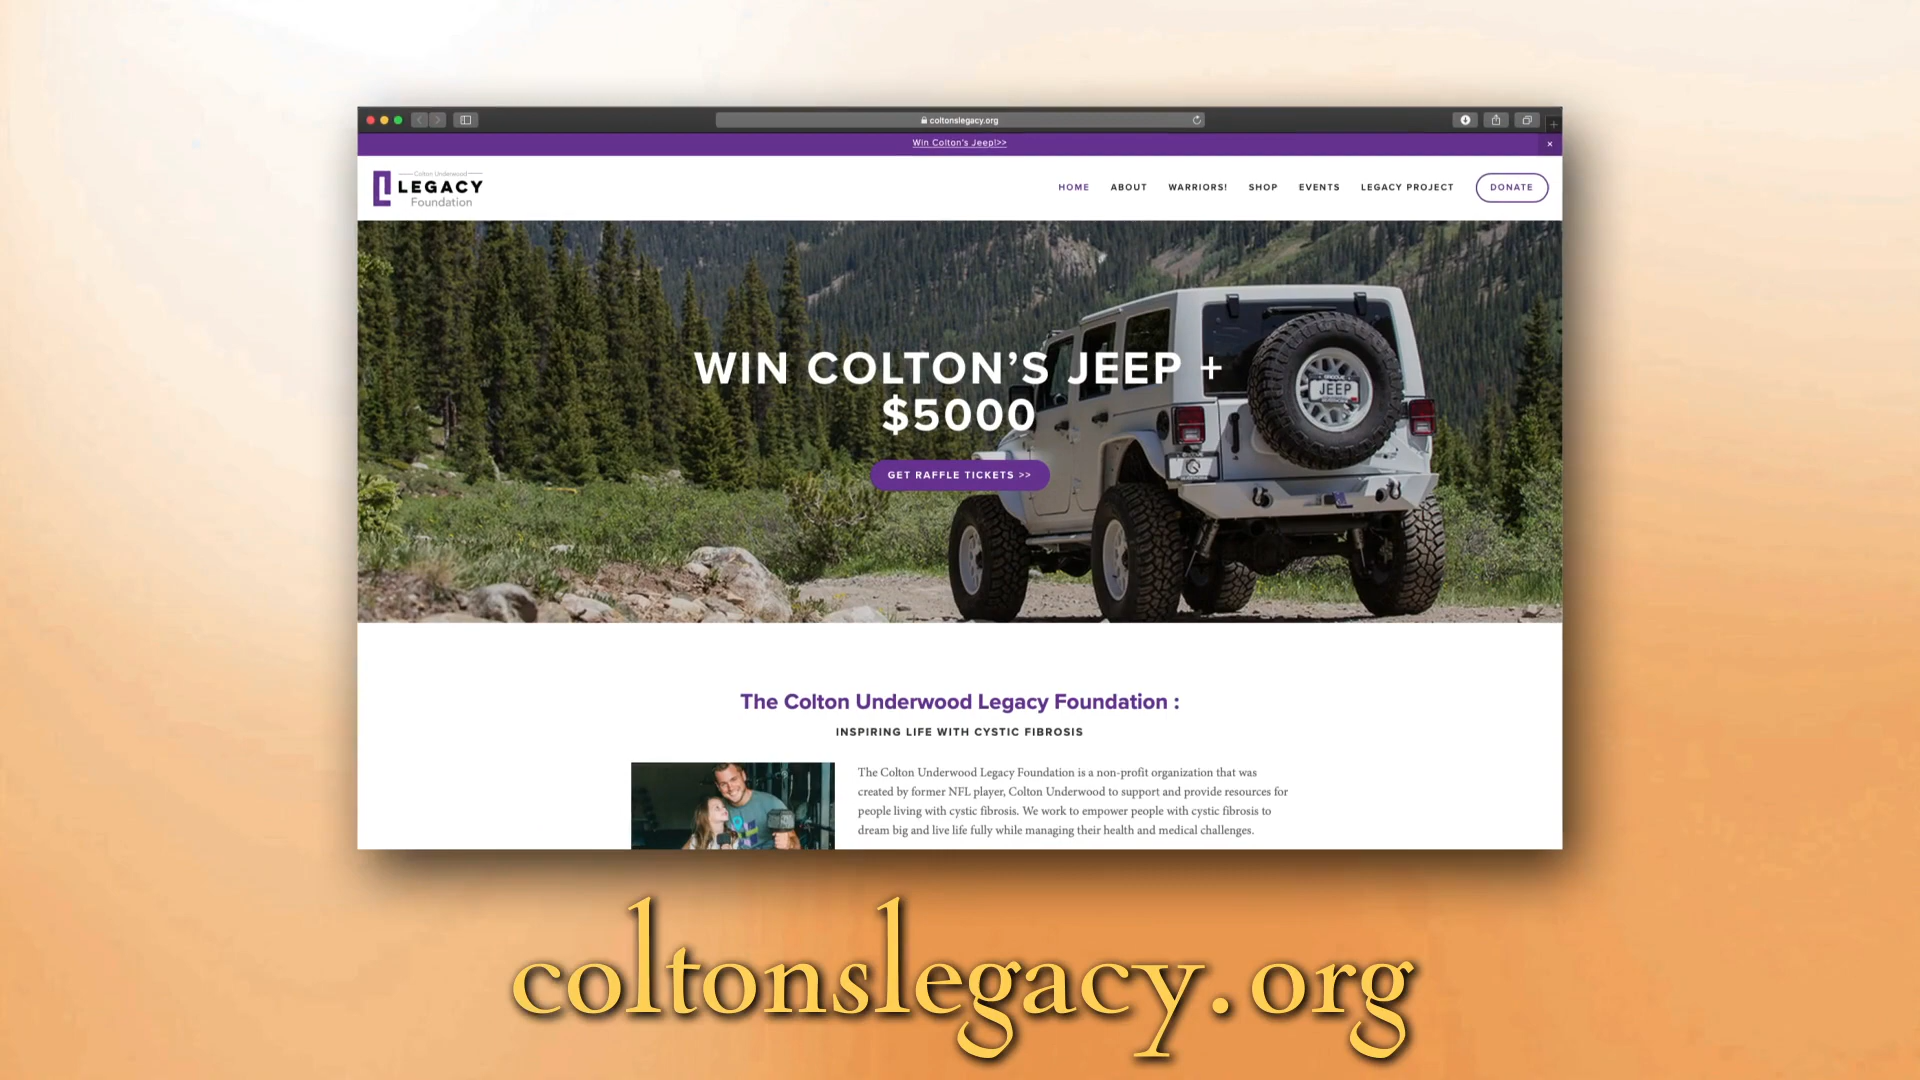 coltonslegacy.org
Win Colton's Jeep!>>
Colton Underwood
LEGACY
Foundation
HOME ABOUT WARRIORS! SHOP EVENTS LEGACY PROJECT DONATE
WIN COLTON'S JEEP +
$5000
JEEP
GET RAFFLE TICKETS >>
The Colton Underwood Legacy Foundation :
INSPIRING LIFE WITH CYSTIC FIBROSIS
The Colton Underwood Legacy Foundation is a non-profit organization that was
created by former NFL player, Colton Underwood to support and provide resources for
people living with cystic fibrosis. We work to empower people with cystic fibrosis to
dream big and live life fully while managing their health and medical challenges.
coltonslegacy.org